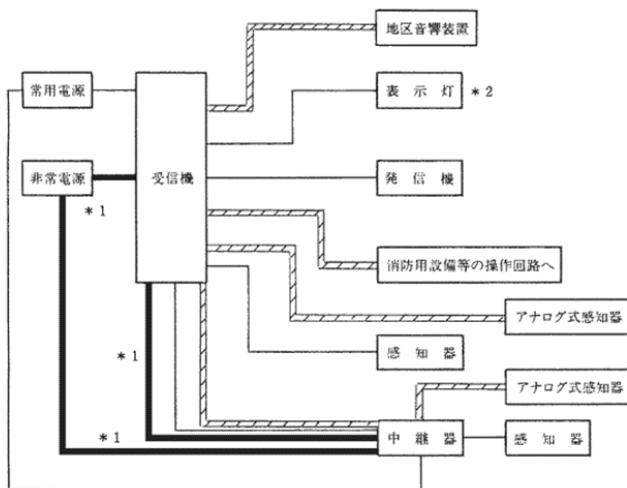 地区音響装置
常用電源
表示灯 *2
非常電源
受信機
発信機
*1
消防用設備等の操作回路へ
アナログ式感知器
感知器
*1
アナログ式感知器
*1
中継器
感知器